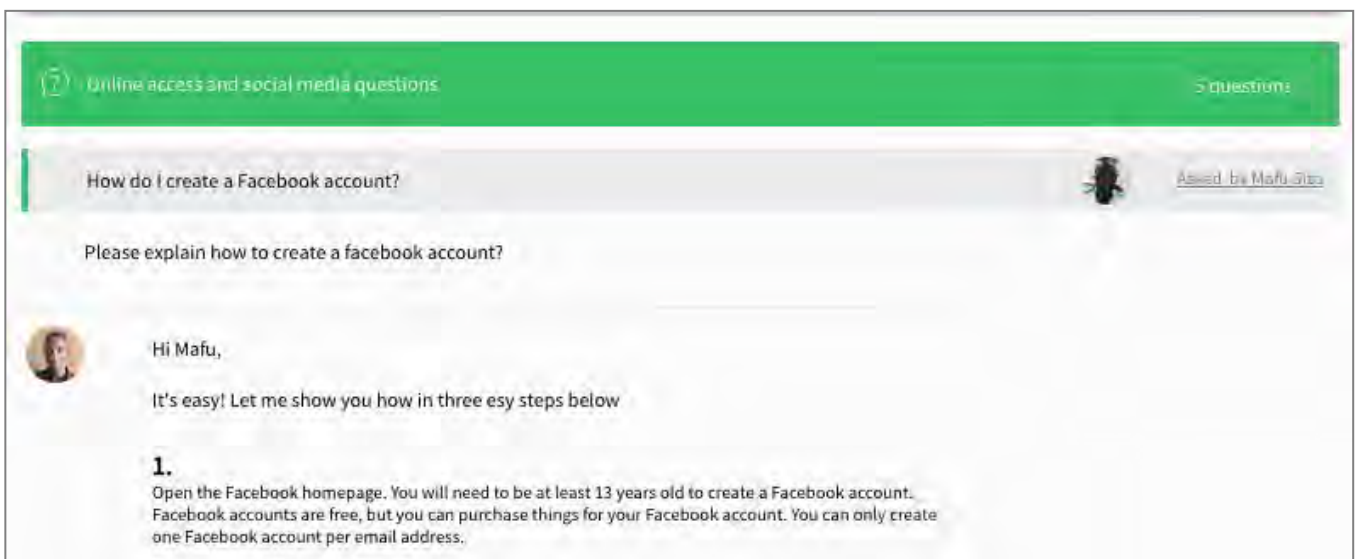 Online access and social media questions
5 questions
How do I create a Facebook account?
Asked by Mafu
Please explain how to create a facebook account?
Hi Mafu,
It's easy! Let me show you how in three esy steps below
1.
Open the Facebook homepage. You will need to be at least 13 years old to create a Facebook account.
Facebook accounts are free, but you can purchase things for your Facebook account. You can only create
one Facebook account per email address.